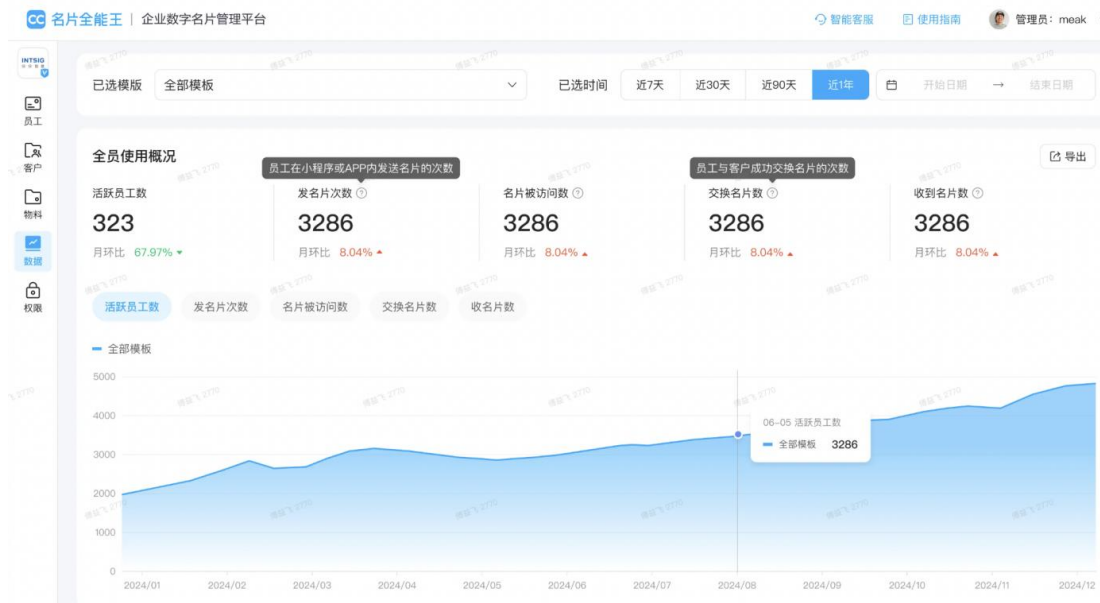 CC 名片全能王 | 企业数字名片管理平台
智能客服 使用指南 管理员：meak
INTSIG
员工
客户
物料
数据
权限
已选模版 全部模板 已选时间 近7天 近30天 近90天 近1年 开始日期 → 结束日期
全员使用概况 导出
员工在小程序或APP内发送名片的次数 员工与客户成功交换名片的次数
活跃员工数 发名片次数 名片被访问数 交换名片数 收到名片数
323 3286 3286 3286 3286
月环比 67.97% 月环比 8.04% 月环比 8.04% 月环比 8.04% 月环比 8.04%
活跃员工数 发名片次数 名片被访问数 交换名片数 收名片数
全部模板
5000
4000
3000
2000
1000
0
06-05 活跃员工数
全部模板 3286
2024/01 2024/02 2024/03 2024/04 2024/05 2024/06 2024/07 2024/08 2024/09 2024/10 2024/11 2024/12